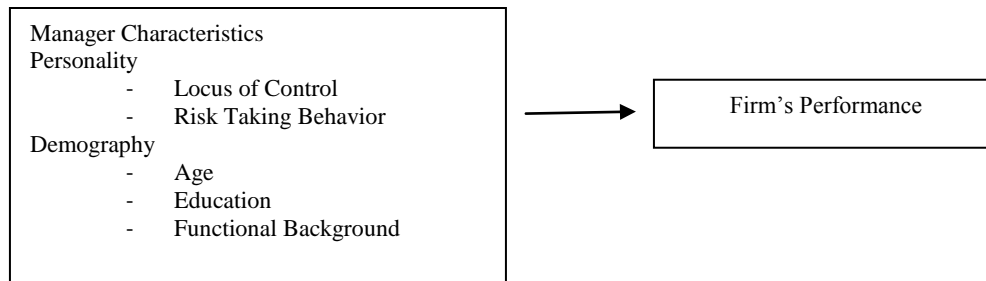 Manager Characteristics
Personality
- Locus of Control
- Risk Taking Behavior
Demography
- Age
- Education
- Functional Background
Firm's Performance